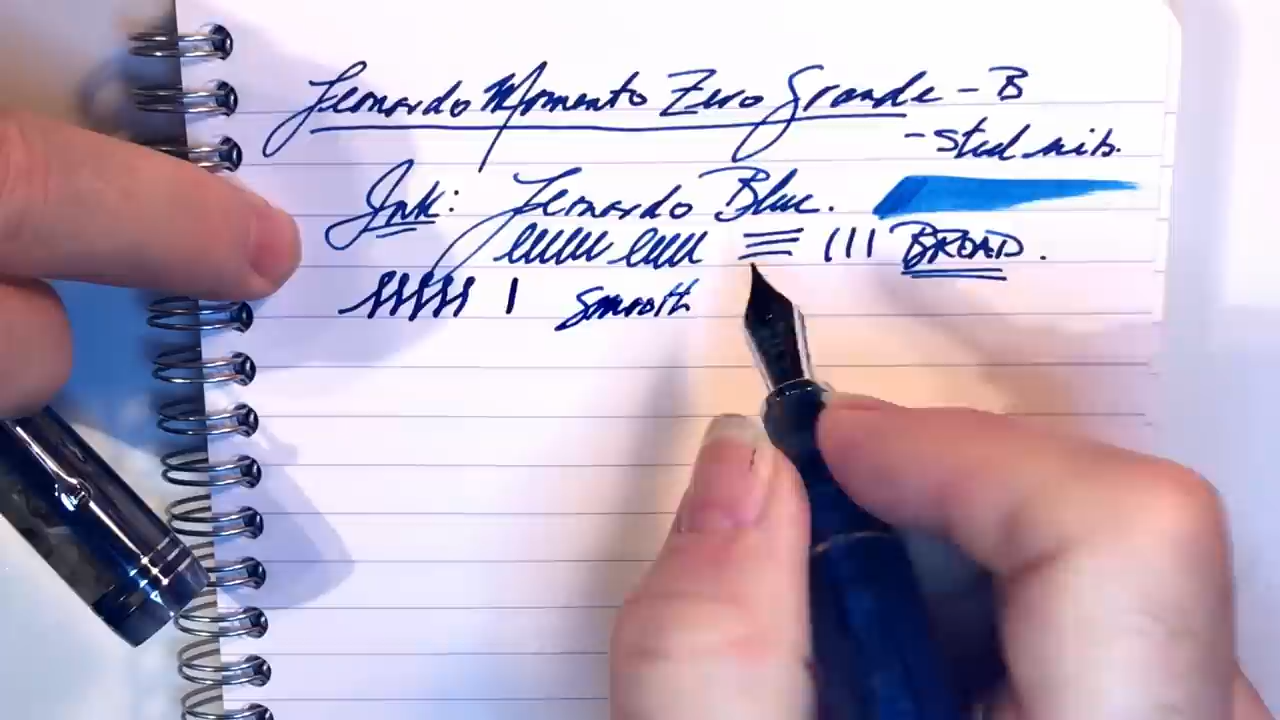 Leonardo Momento Zero Grande - B
- Steel nib.
Ink: Leonardo Blue.
BROAD.
Smooth